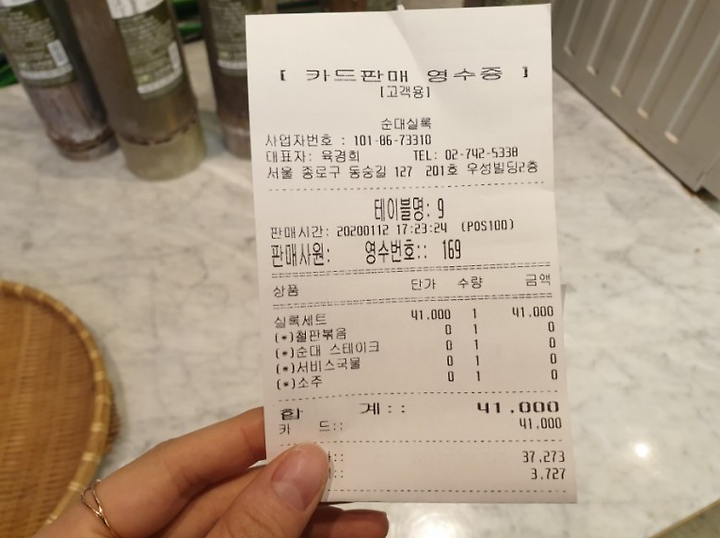 [ 카드판매 영수증 ]
[고객용]
순대실록
사업자번호 : 101-86-73310
대표자: 육경희 TEL: 02-742-5338
서울 종로구 동숭길 127 201호 우성빌딩2층
테이블명: 9
판매시간: 20200112 17:23:24 (POS100)
판매사원: 영수번호:: 169
상품 단가 수량 금액
실록세트 41,000 1 41,000
(*)철판볶음 0 1 0
(*)순대 스테이크 0 1 0
(*)서비스국물 0 1 0
(*)소주 0 1 0
합 계:: 41,000
카 드:: 41,000
37,273
3,727